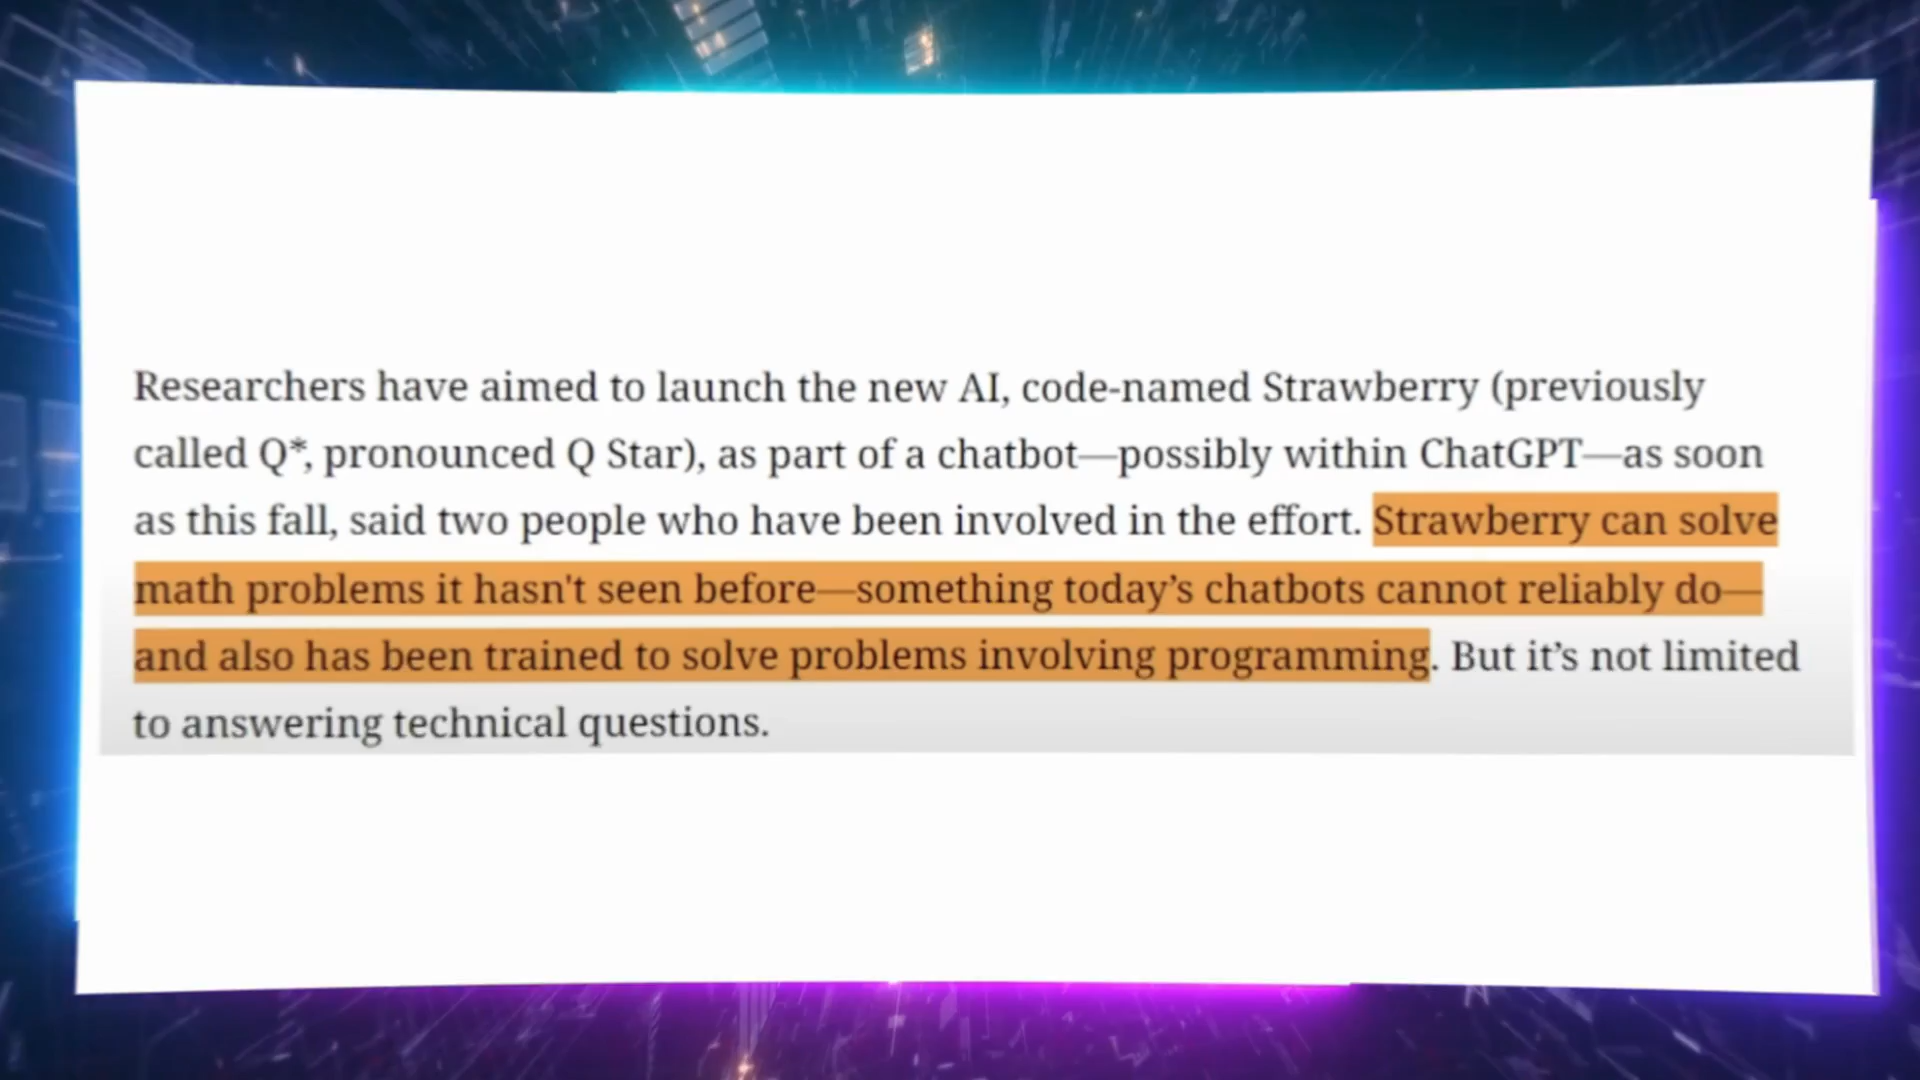 Researchers have aimed to launch the new AI, code-named Strawberry (previously
called Q*, pronounced Q Star), as part of a chatbot—possibly within ChatGPT—as soon
as this fall, said two people who have been involved in the effort. Strawberry can solve
math problems it hasn't seen before—something today’s chatbots cannot reliably do—
and also has been trained to solve problems involving programming. But it’s not limited
to answering technical questions.